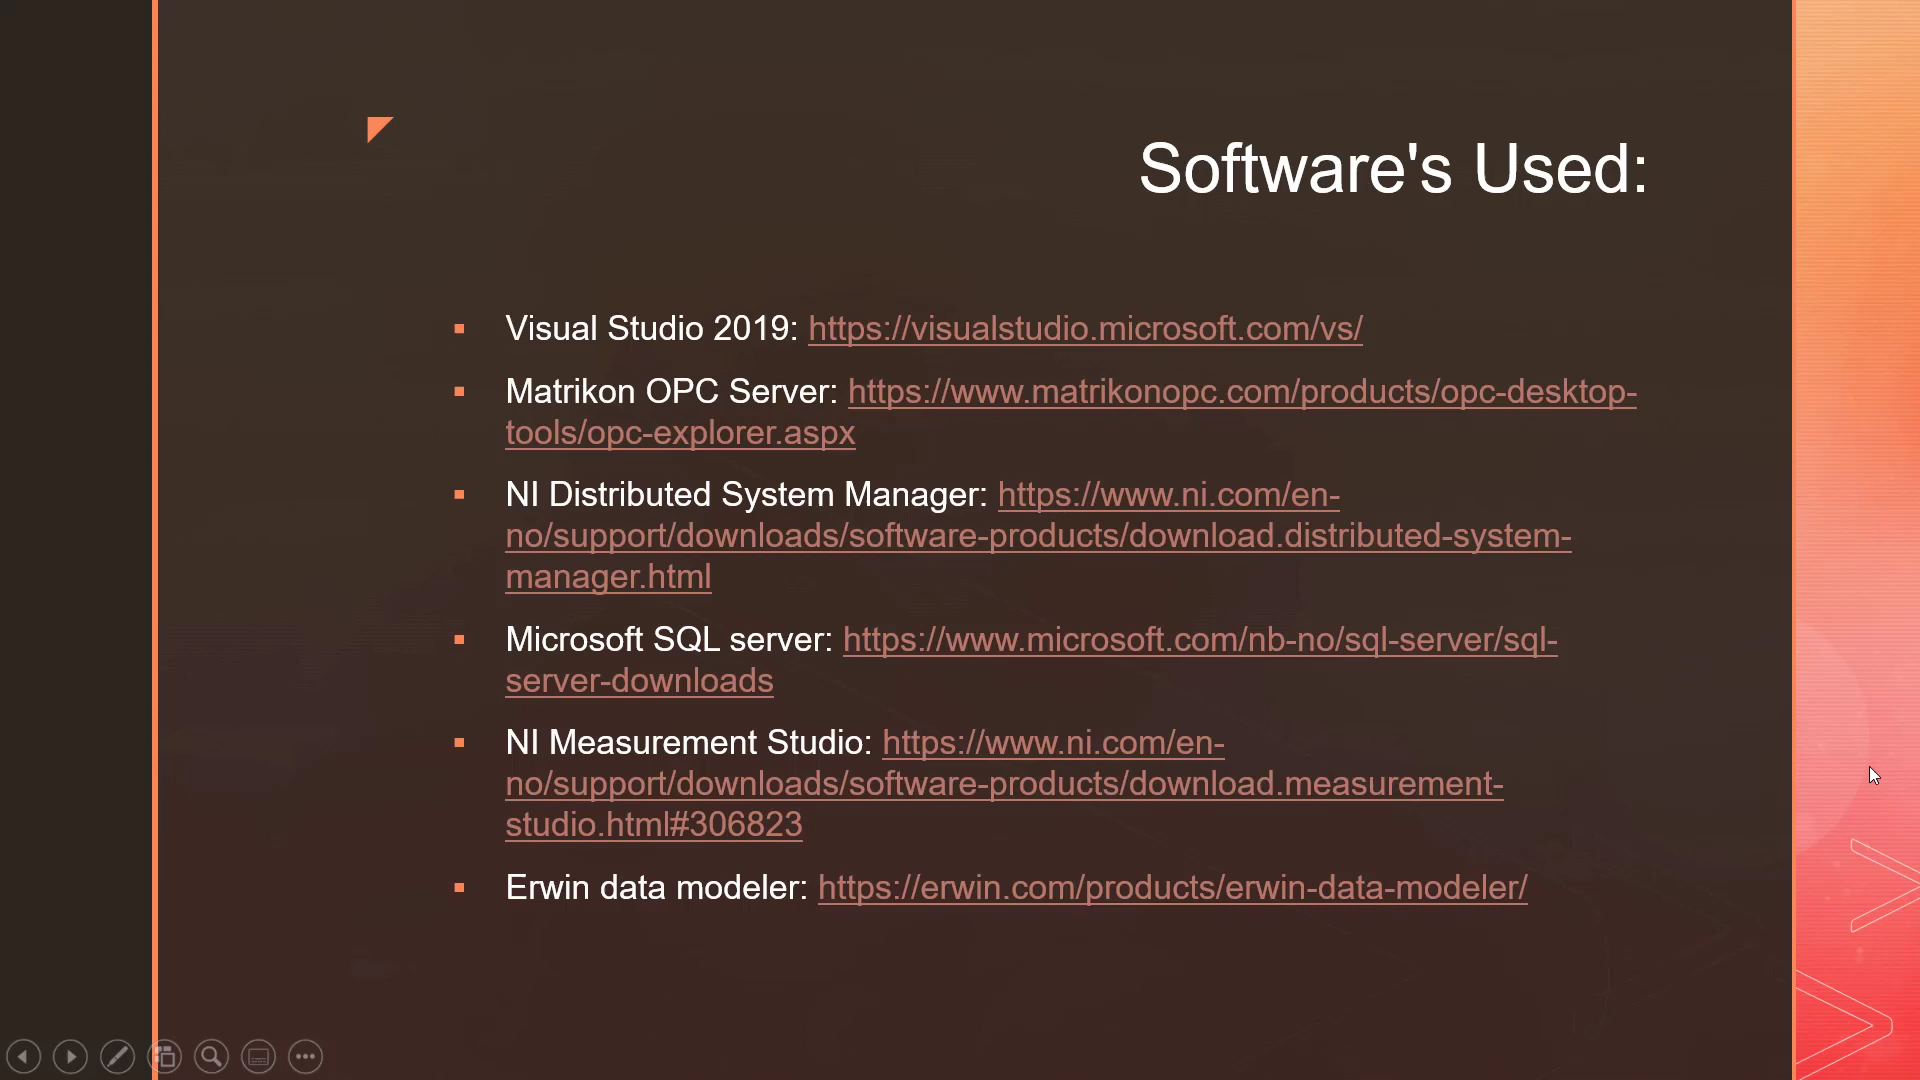 Software's Used:
Visual Studio 2019: https://visualstudio.microsoft.com/vs/
Matrikon OPC Server: https://www.matrikonopc.com/products/opc-desktop-
tools/opc-explorer.aspx
NI Distributed System Manager: https://www.ni.com/en-
no/support/downloads/software-products/download.distributed-system-
manager.html
Microsoft SQL server: https://www.microsoft.com/nb-no/sql-server/sql-
server-downloads
NI Measurement Studio: https://www.ni.com/en-
no/support/downloads/software-products/download.measurement-
studio.html#306823
Erwin data modeler: https://erwin.com/products/erwin-data-modeler/